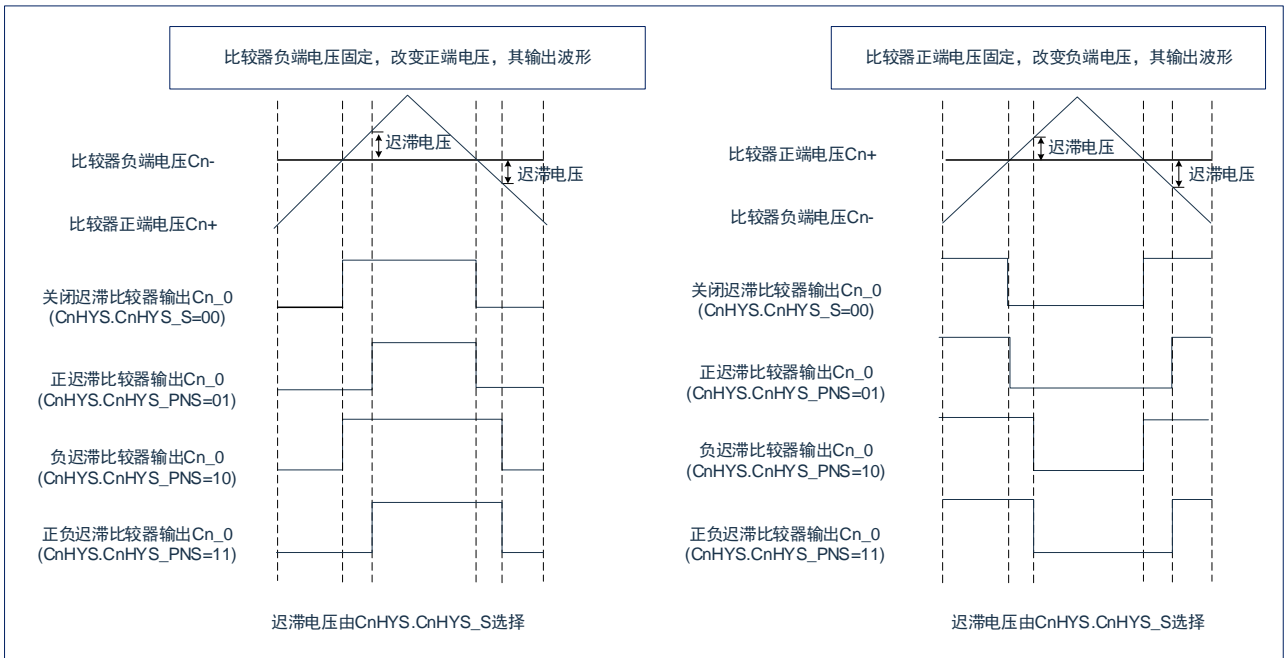 比较器负端电压固定，改变正端电压，其输出波形
迟滞电压
比较器负端电压Cn-
迟滞电压
比较器正端电压Cn+
关闭迟滞比较器输出Cn_0
(CnHYS.CnHYS_S=00)
正迟滞比较器输出Cn_0
(CnHYS.CnHYS_PNS=01)
负迟滞比较器输出Cn_0
(CnHYS.CnHYS_PNS=10)
正负迟滞比较器输出Cn_0
(CnHYS.CnHYS_PNS=11)
迟滞电压由CnHYS.CnHYS_S选择
比较器正端电压固定，改变负端电压，其输出波形
迟滞电压
比较器正端电压Cn+
迟滞电压
比较器负端电压Cn-
关闭迟滞比较器输出Cn_0
(CnHYS.CnHYS_S=00)
正迟滞比较器输出Cn_0
(CnHYS.CnHYS_PNS=01)
负迟滞比较器输出Cn_0
(CnHYS.CnHYS_PNS=10)
正负迟滞比较器输出Cn_0
(CnHYS.CnHYS_PNS=11)
迟滞电压由CnHYS.CnHYS_S选择